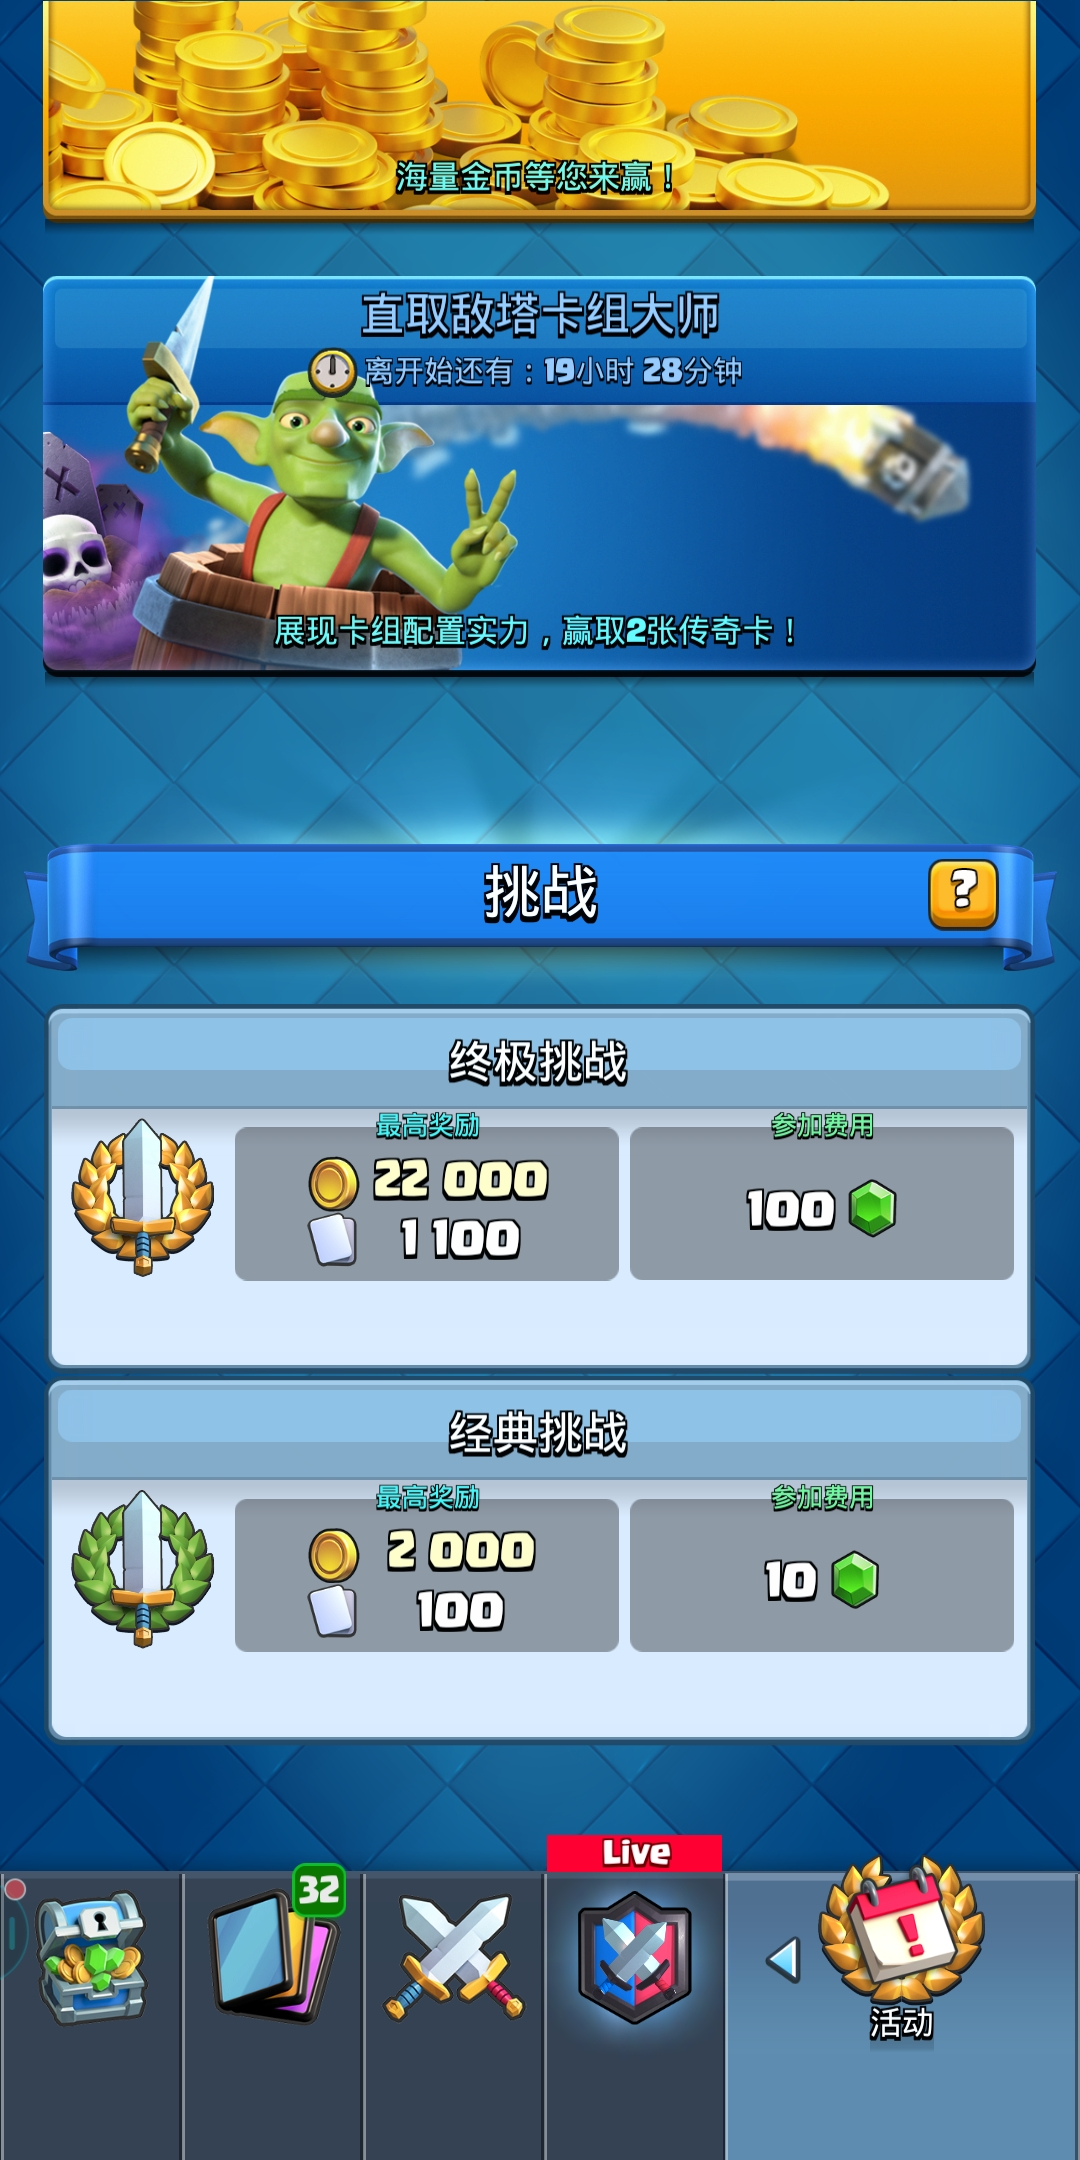 海量金币等您来赢！
直取敌塔卡组大师
离开始还有：19小时 28分钟
展现卡组配置实力，赢取2张传奇卡！
挑战
?
终极挑战
最高奖励
参加费用
22 000
1 100
100
经典挑战
最高奖励
参加费用
2 000
100
10
Live
32
活动